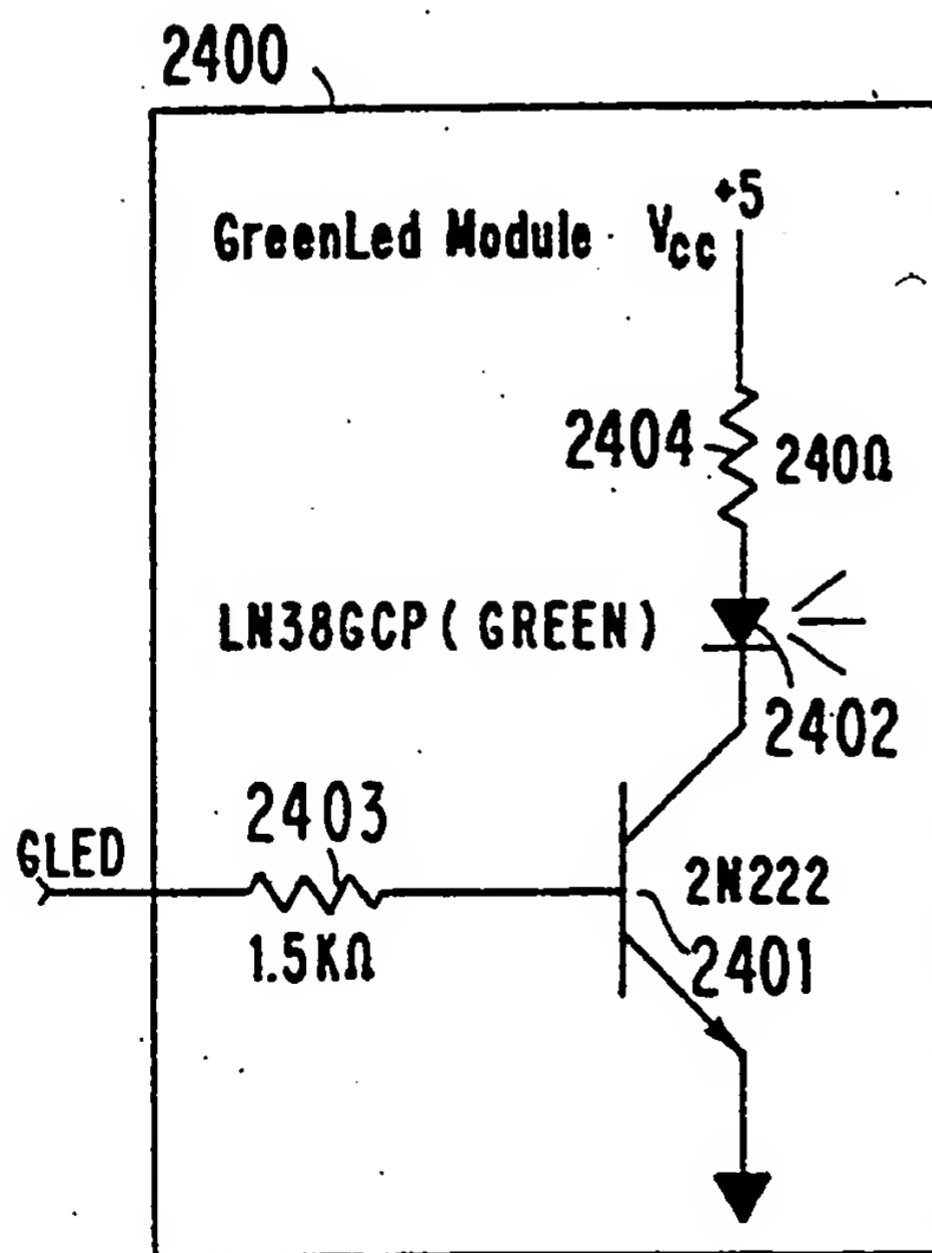 2400
GreenLed Module Vcc +5
2404
240Ω
LN38GCP (GREEN)
2402
2403
GLED
1.5KΩ
2N222
2401